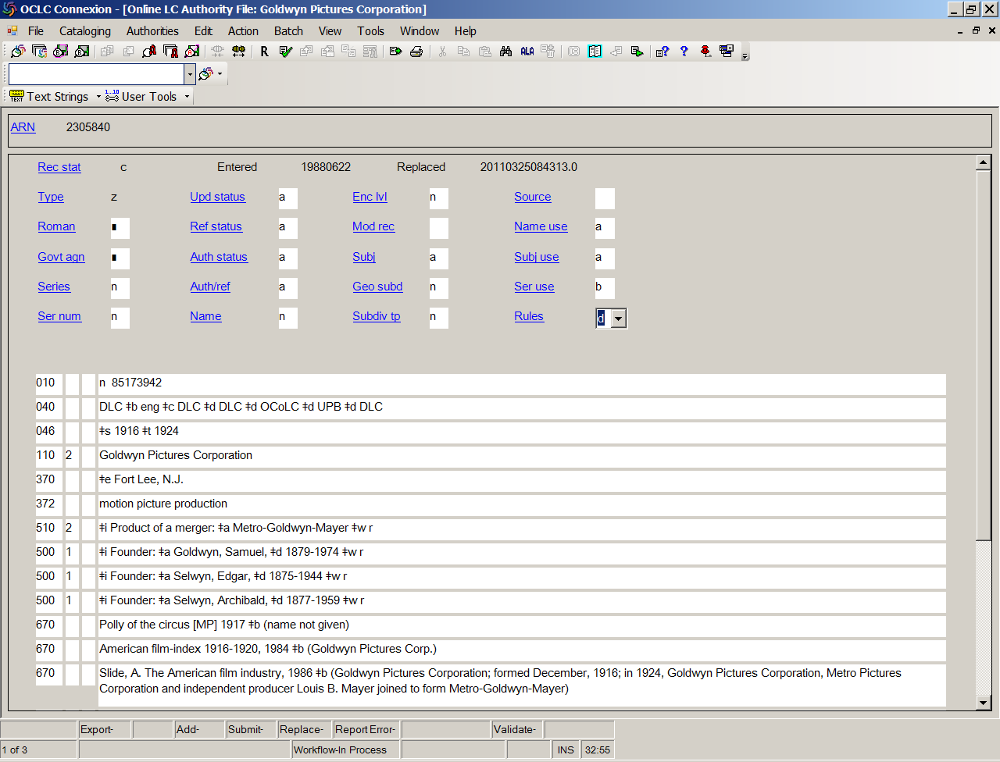 OCLC Connexion - [Online LC Authority File: Goldwyn Pictures Corporation]
File Cataloging Authorities Edit Action Batch View Tools Window Help
Text Strings User Tools
ARN 2305840
Rec stat c Entered 19880622 Replaced 20110325084313.0
Type z Upd status a Enc lvl n Source
Roman Ref status a Mod rec Name use a
Govt agn Auth status a Subj a Subj use a
Series n Auth/ref a Geo subd n Ser use b
Ser num n Name n Subdiv tp n Rules d
010 n 85173942
040 DLC ǂb eng ǂc DLC ǂd DLC ǂd OCoLC ǂd UPB ǂd DLC
046 ǂs 1916 ǂt 1924
110 2 Goldwyn Pictures Corporation
370 ǂe Fort Lee, N.J.
372 motion picture production
510 2 ǂi Product of a merger: ǂa Metro-Goldwyn-Mayer ǂw r
500 1 ǂi Founder: ǂa Goldwyn, Samuel, ǂd 1879-1974 ǂw r
500 1 ǂi Founder: ǂa Selwyn, Edgar, ǂd 1875-1944 ǂw r
500 1 ǂi Founder: ǂa Selwyn, Archibald, ǂd 1877-1959 ǂw r
670 Polly of the circus [MP] 1917 ǂb (name not given)
670 American film-index 1916-1920, 1984 ǂb (Goldwyn Pictures Corp.)
670 Slide, A. The American film industry, 1986 ǂb (Goldwyn Pictures Corporation; formed December, 1916; in 1924, Goldwyn Pictures Corporation, Metro Pictures
Corporation and independent producer Louis B. Mayer joined to form Metro-Goldwyn-Mayer)
Export- Add- Submit- Replace- Report Error- Validate-
1 of 3 Workflow-In Process INS 32:55